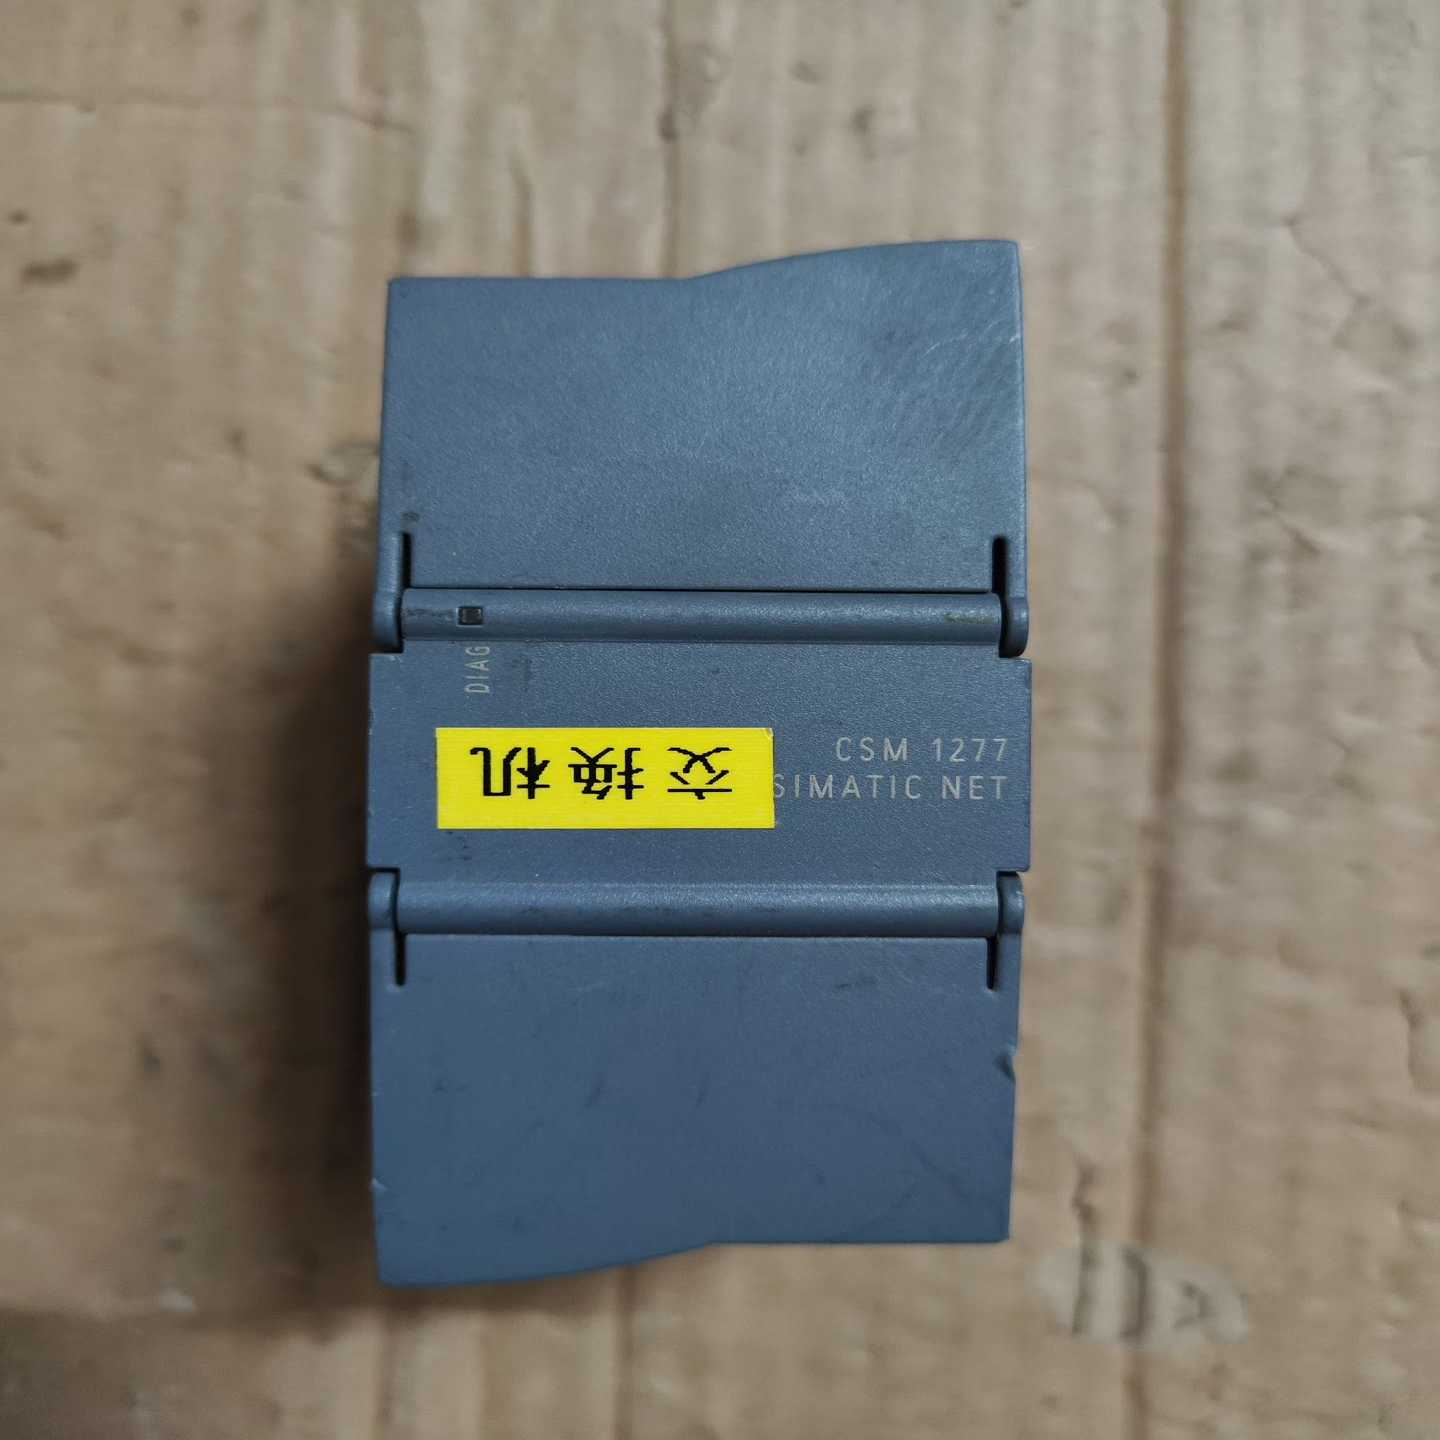 DIAG
交换机
CSM 1277
SIMATIC NET